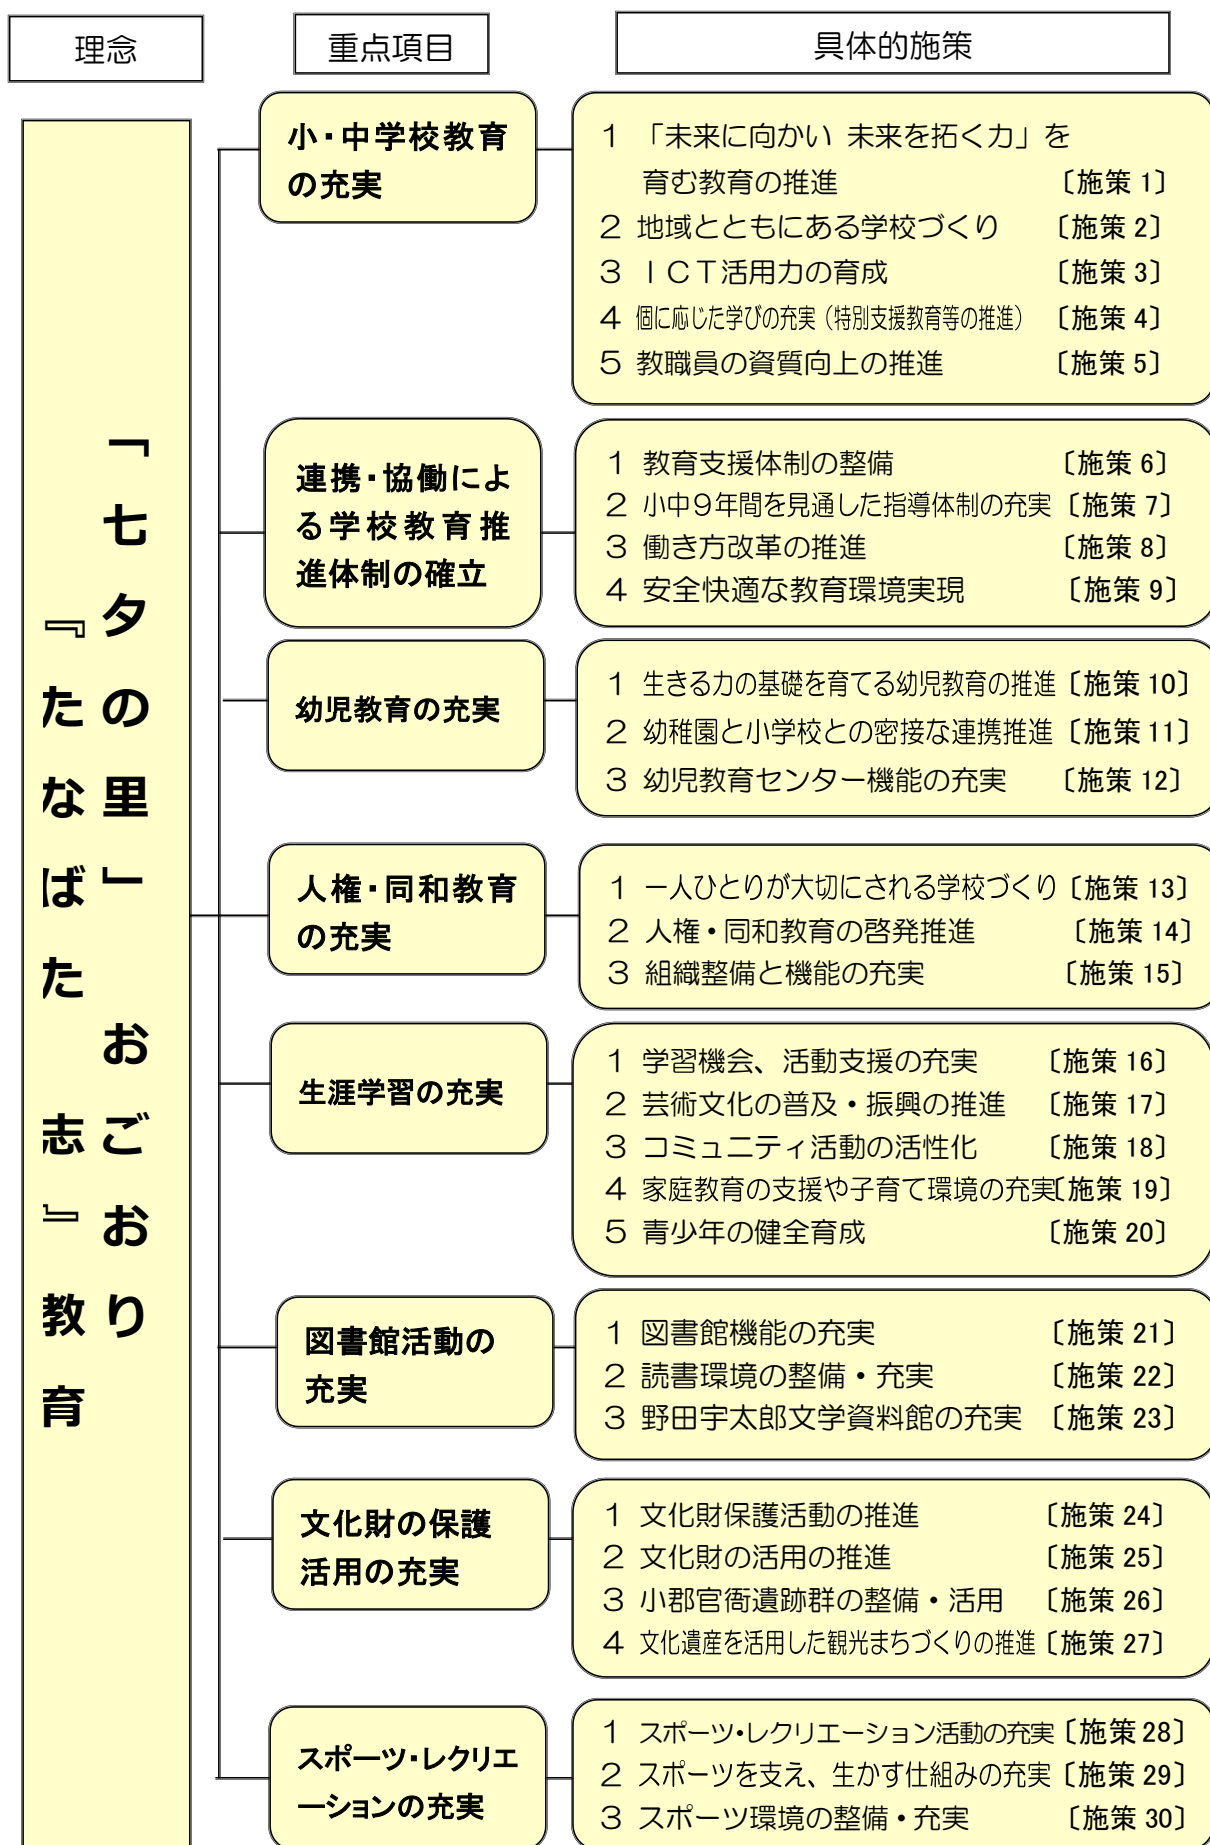 理念
重点項目
具体的施策
「七夕の里」おごおり
『たなばた志』教育
小・中学校教育
の充実
1 「未来に向かい 未来を拓く力」を
育む教育の推進 〔施策 1〕
2 地域とともにある学校づくり 〔施策 2〕
3 ICT活用力の育成 〔施策 3〕
4 個に応じた学びの充実（特別支援教育等の推進） 〔施策 4〕
5 教職員の資質向上の推進 〔施策 5〕
連携・協働によ
る学校教育推
進体制の確立
1 教育支援体制の整備 〔施策 6〕
2 小中9年間を見通した指導体制の充実 〔施策 7〕
3 働き方改革の推進 〔施策 8〕
4 安全快適な教育環境実現 〔施策 9〕
幼児教育の充実
1 生きる力の基礎を育てる幼児教育の推進 〔施策 10〕
2 幼稚園と小学校との密接な連携推進 〔施策 11〕
3 幼児教育センター機能の充実 〔施策 12〕
人権・同和教育
の充実
1 一人ひとりが大切にされる学校づくり 〔施策 13〕
2 人権・同和教育の啓発推進 〔施策 14〕
3 組織整備と機能の充実 〔施策 15〕
生涯学習の充実
1 学習機会、活動支援の充実 〔施策 16〕
2 芸術文化の普及・振興の推進 〔施策 17〕
3 コミュニティ活動の活性化 〔施策 18〕
4 家庭教育の支援や子育て環境の充実 〔施策 19〕
5 青少年の健全育成 〔施策 20〕
図書館活動の
充実
1 図書館機能の充実 〔施策 21〕
2 読書環境の整備・充実 〔施策 22〕
3 野田宇太郎文学資料館の充実 〔施策 23〕
文化財の保護
活用の充実
1 文化財保護活動の推進 〔施策 24〕
2 文化財の活用の推進 〔施策 25〕
3 小郡官衙遺跡群の整備・活用 〔施策 26〕
4 文化遺産を活用した観光まちづくりの推進 〔施策 27〕
スポーツ・レクリエ
ーションの充実
1 スポーツ・レクリエーション活動の充実 〔施策 28〕
2 スポーツを支え、生かす仕組みの充実 〔施策 29〕
3 スポーツ環境の整備・充実 〔施策 30〕